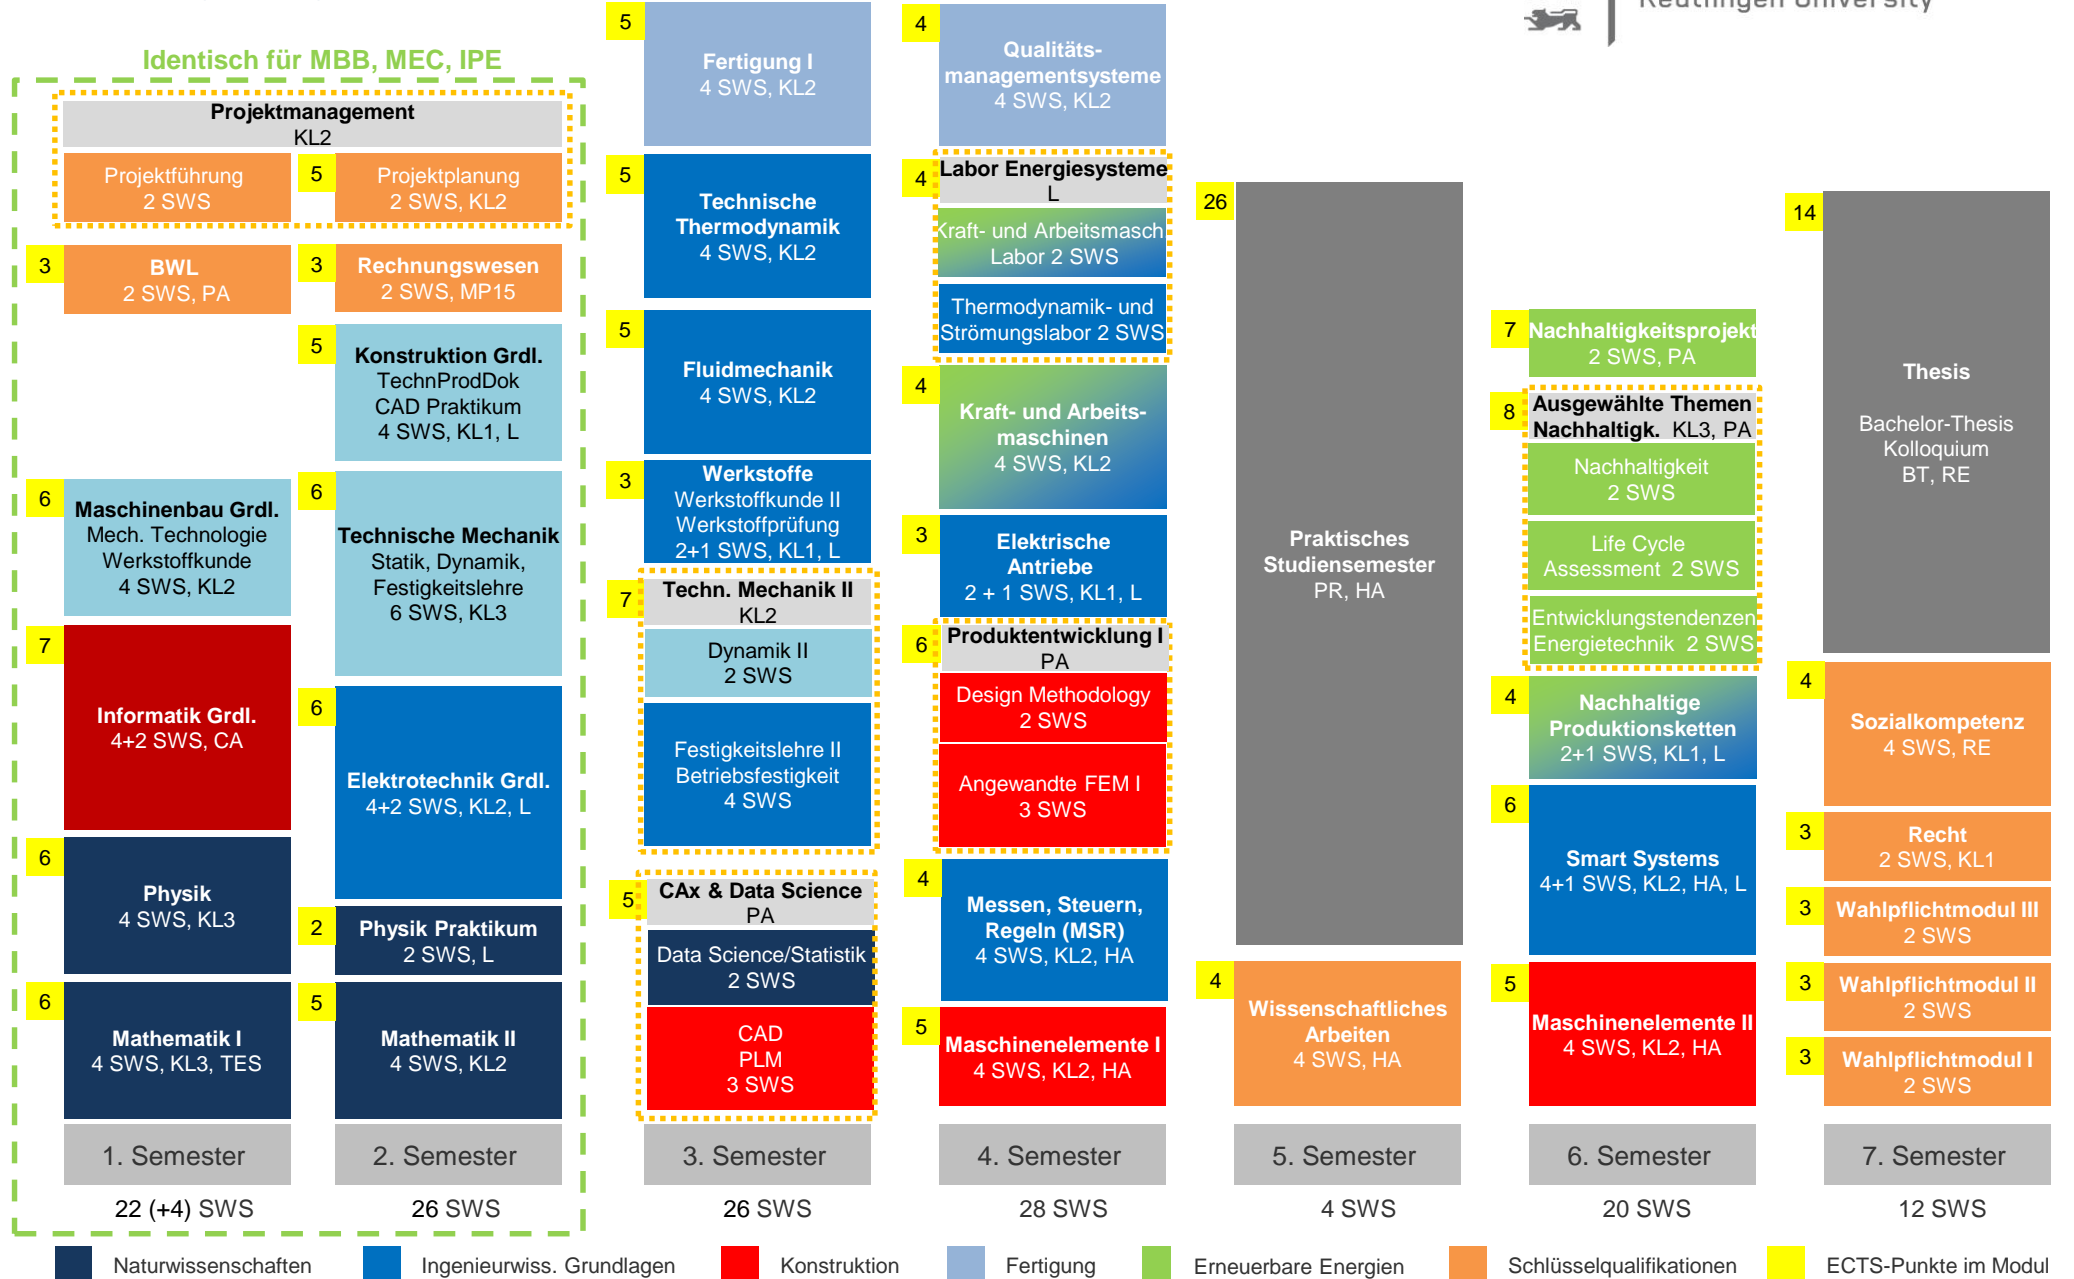 Reutlingen University
Identisch für MBB, MEC, IPE
Projektmanagement
KL2
Projektführung
2 SWS
5
Projektplanung
2 SWS, KL2
3
BWL
2 SWS, PA
3
Rechnungswesen
2 SWS, MP15
5
Konstruktion Grdl.
TechnProdDok
CAD Praktikum
4 SWS, KL1, L
6
Maschinenbau Grdl.
Mech. Technologie
Werkstoffkunde
4 SWS, KL2
6
Technische Mechanik
Statik, Dynamik,
Festigkeitslehre
6 SWS, KL3
7
Informatik Grdl.
4+2 SWS, CA
6
Elektrotechnik Grdl.
4+2 SWS, KL2, L
6
Physik
4 SWS, KL3
2
Physik Praktikum
2 SWS, L
6
Mathematik I
4 SWS, KL3, TES
5
Mathematik II
4 SWS, KL2
1. Semester
2. Semester
22 (+4) SWS
26 SWS
5
Fertigung I
4 SWS, KL2
5
Technische
Thermodynamik
4 SWS, KL2
5
Fluidmechanik
4 SWS, KL2
3
Werkstoffe
Werkstoffkunde II
Werkstoffprüfung
2+1 SWS, KL1, L
7
Techn. Mechanik II
KL2
Dynamik II
2 SWS
Festigkeitslehre II
Betriebsfestigkeit
4 SWS
5
CAx & Data Science
PA
Data Science/Statistik
2 SWS
CAD
PLM
3 SWS
3. Semester
26 SWS
4
Qualitäts-
managementsysteme
4 SWS, KL2
4
Labor Energiesysteme
L
Kraft- und Arbeitsmasch
Labor 2 SWS
Thermodynamik- und
Strömungslabor 2 SWS
4
Kraft- und Arbeits-
maschinen
4 SWS, KL2
3
Elektrische
Antriebe
2 + 1 SWS, KL1, L
6
Produktentwicklung I
PA
Design Methodology
2 SWS
Angewandte FEM I
3 SWS
4
Messen, Steuern,
Regeln (MSR)
4 SWS, KL2, HA
5
Maschinenelemente I
4 SWS, KL2, HA
4. Semester
28 SWS
26
Praktisches
Studiensemester
PR, HA
4
Wissenschaftliches
Arbeiten
4 SWS, HA
5. Semester
4 SWS
7
Nachhaltigkeitsprojekt
2 SWS, PA
8
Ausgewählte Themen
Nachhaltigk. KL3, PA
Nachhaltigkeit
2 SWS
Life Cycle
Assessment 2 SWS
Entwicklungstendenzen
Energietechnik 2 SWS
4
Nachhaltige
Produktionsketten
2+1 SWS, KL1, L
6
Smart Systems
4+1 SWS, KL2, HA, L
5
Maschinenelemente II
4 SWS, KL2, HA
6. Semester
20 SWS
14
Thesis
Bachelor-Thesis
Kolloquium
BT, RE
4
Sozialkompetenz
4 SWS, RE
3
Recht
2 SWS, KL1
3
Wahlpflichtmodul III
2 SWS
3
Wahlpflichtmodul II
2 SWS
3
Wahlpflichtmodul I
2 SWS
7. Semester
12 SWS
Naturwissenschaften
Ingenieurwiss. Grundlagen
Konstruktion
Fertigung
Erneuerbare Energien
Schlüsselqualifikationen
ECTS-Punkte im Modul